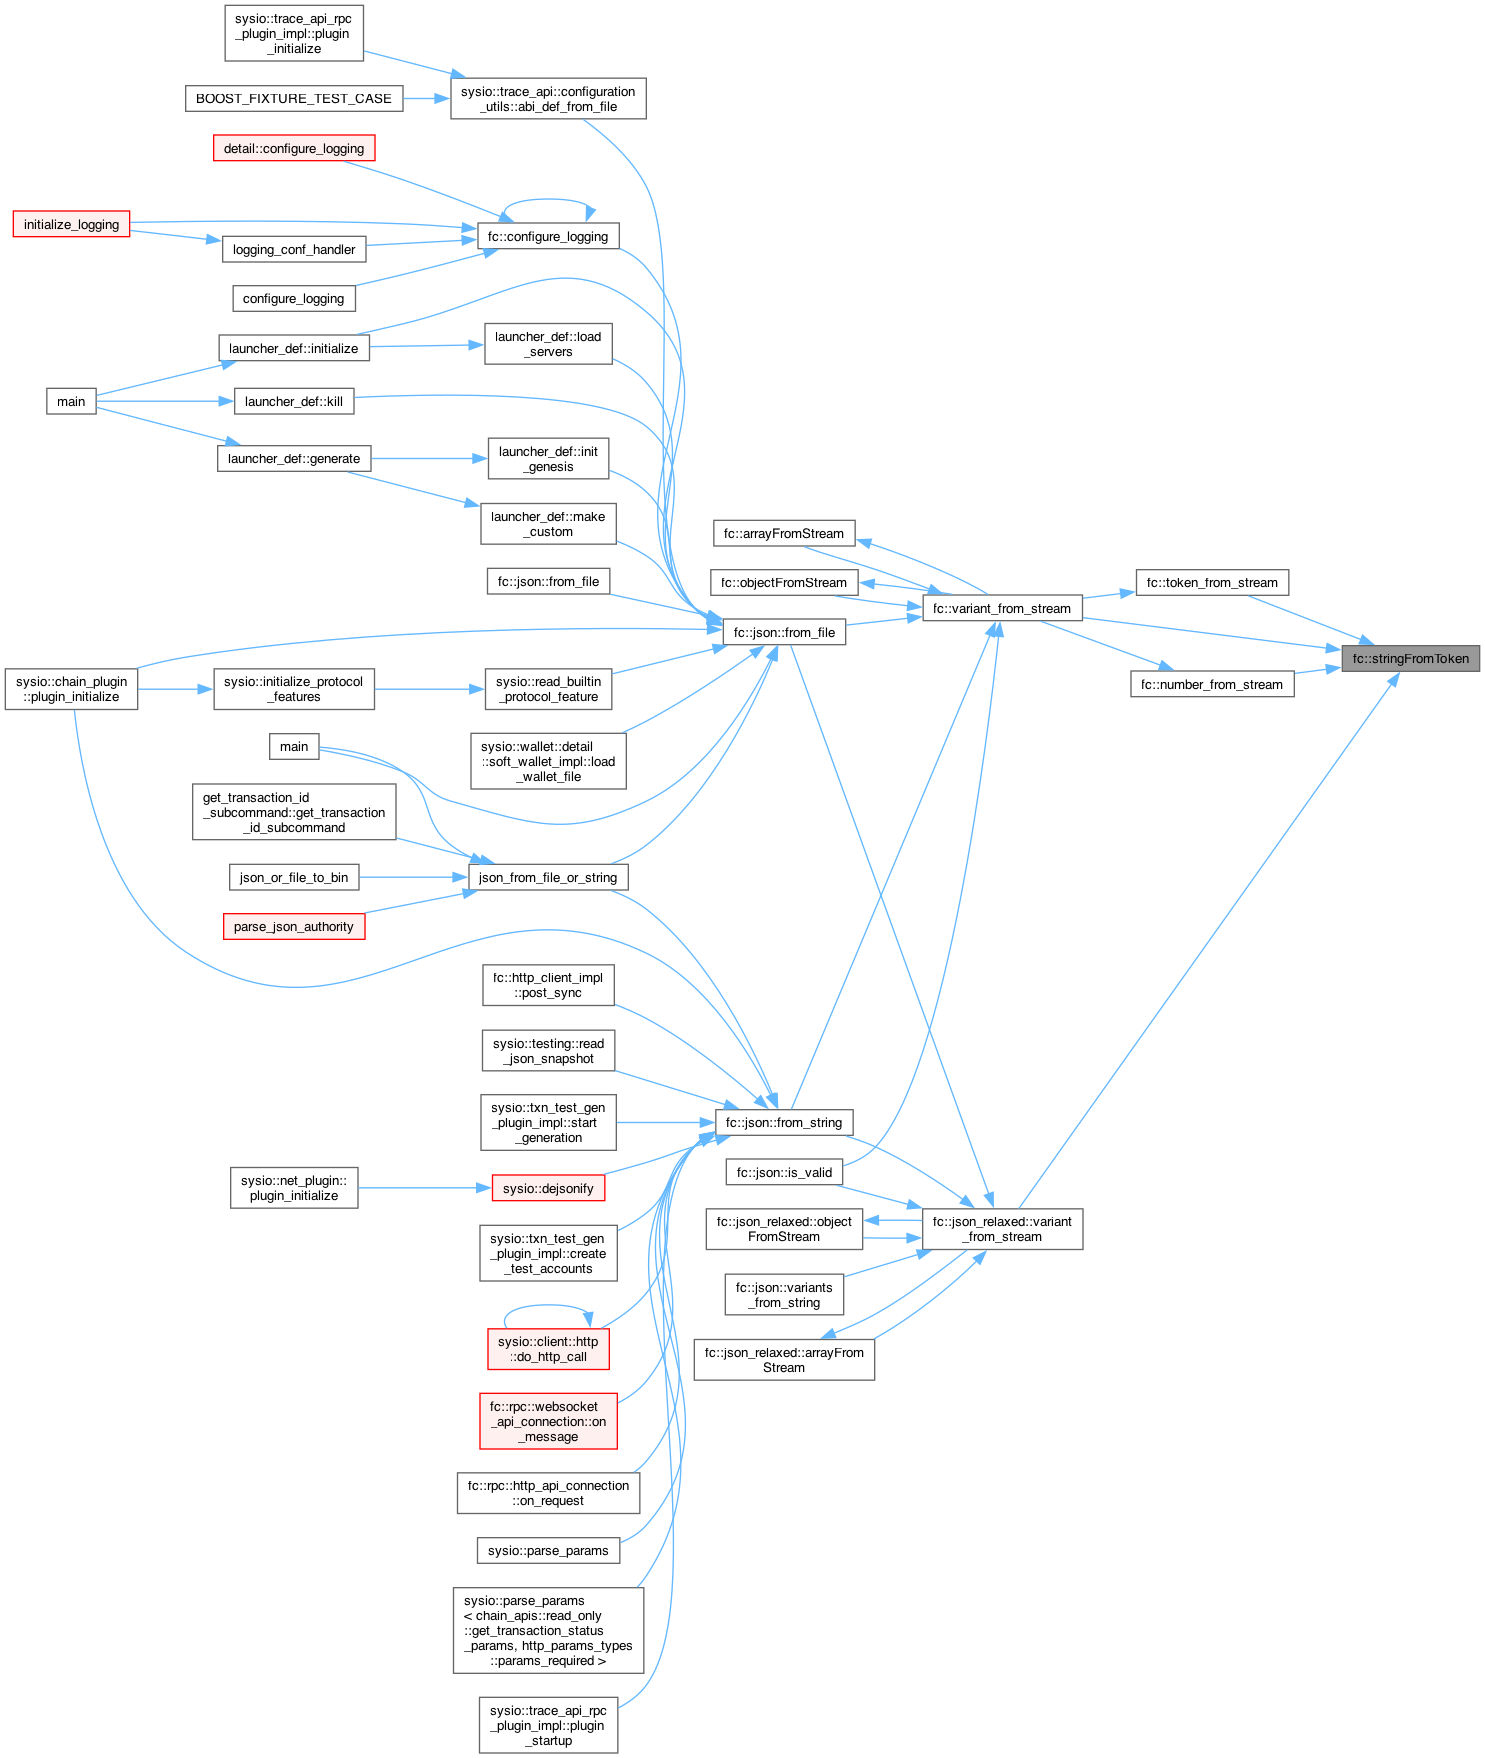 sysio::trace_api_rpc
_plugin_impl::plugin
_initialize
BOOST_FIXTURE_TEST_CASE
sysio::trace_api::configuration
_utils::abi_def_from_file
detail::configure_logging
initialize_logging
logging_conf_handler
fc::configure_logging
configure_logging
launcher_def::initialize
launcher_def::load
_servers
main
launcher_def::kill
launcher_def::generate
launcher_def::init
_genesis
launcher_def::make
_custom
fc::json::from_file
fc::arrayFromStream
fc::objectFromStream
fc::variant_from_stream
fc::token_from_stream
fc::json::from_file
fc::stringFromToken
fc::number_from_stream
sysio::chain_plugin
::plugin_initialize
sysio::initialize_protocol
_features
sysio::read_builtin
_protocol_feature
main
sysio::wallet::detail
::soft_wallet_impl::load
_wallet_file
get_transaction_id
_subcommand::get_transaction
_id_subcommand
json_or_file_to_bin
json_from_file_or_string
parse_json_authority
fc::http_client_impl
::post_sync
sysio::testing::read
_json_snapshot
sysio::txn_test_gen
_plugin_impl::start
_generation
fc::json::from_string
sysio::net_plugin::
plugin_initialize
sysio::dejsonify
fc::json::is_valid
sysio::txn_test_gen
_plugin_impl::create
_test_accounts
fc::json_relaxed::object
FromStream
fc::json_relaxed::variant
_from_stream
fc::json::variants
_from_string
sysio::client::http
::do_http_call
fc::json_relaxed::arrayFrom
Stream
fc::rpc::websocket
_api_connection::on
_message
fc::rpc::http_api_connection
::on_request
sysio::parse_params
sysio::parse_params
< chain_apis::read_only
::get_transaction_status
_params, http_params_types
::params_required >
sysio::trace_api_rpc
_plugin_impl::plugin
_startup